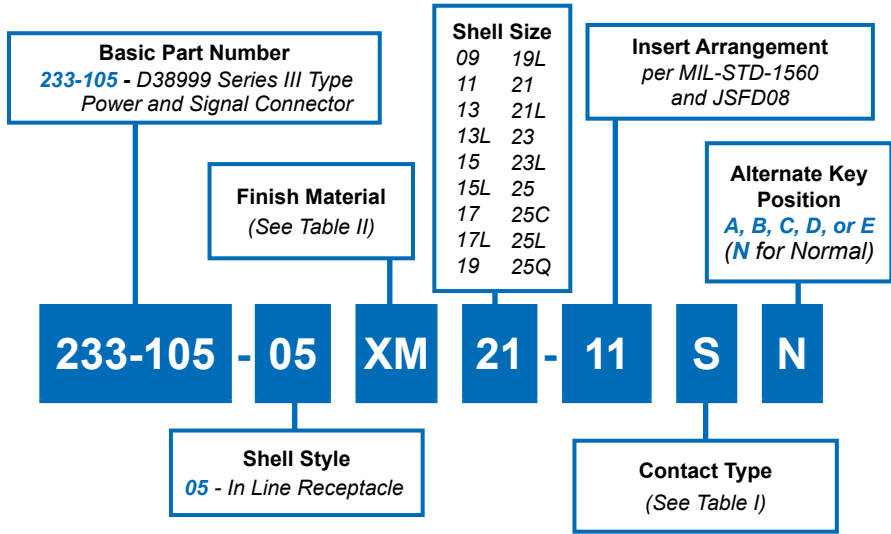 Basic Part Number
233-105 - D38999 Series III Type
Power and Signal Connector
Finish Material
(See Table II)
Shell Size
09 19L
11 21
13 21L
13L 23
15 23L
15L 25
17 25C
17L 25L
19 25Q
Insert Arrangement
per MIL-STD-1560
and JSFD08
Alternate Key
Position
A, B, C, D, or E
(N for Normal)
233-105 - 05 XM 21 - 11 S N
Shell Style
05 - In Line Receptacle
Contact Type
(See Table I)